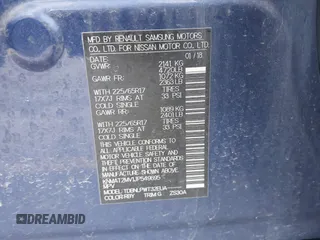 MFD BY RENAULT SAMSUNG MOTORS
CO., LTD. FOR NISSAN MOTOR CO., LTD.
DATE: 01 / 18
GVWR: 2141 KG
4720 LB
GAWR FR: 1072 KG
2363 LB
WITH 225/65R17 TIRES
17X7J RIMS AT 33 PSI
COLD SINGLE
GAWR RR: 1089 KG
2401 LB
WITH 225/65R17 TIRES
17X7J RIMS AT 33 PSI
COLD SINGLE
THIS VEHICLE CONFORMS TO ALL
APPLICABLE FEDERAL MOTOR
VEHICLE SAFETY, BUMPER, AND THEFT
PREVENTION STANDARDS IN EFFECT
ON THE DATE OF
MANUFACTURE SHOWN ABOVE.
MPV
MODEL:
COLOR: RBY TRIM: G